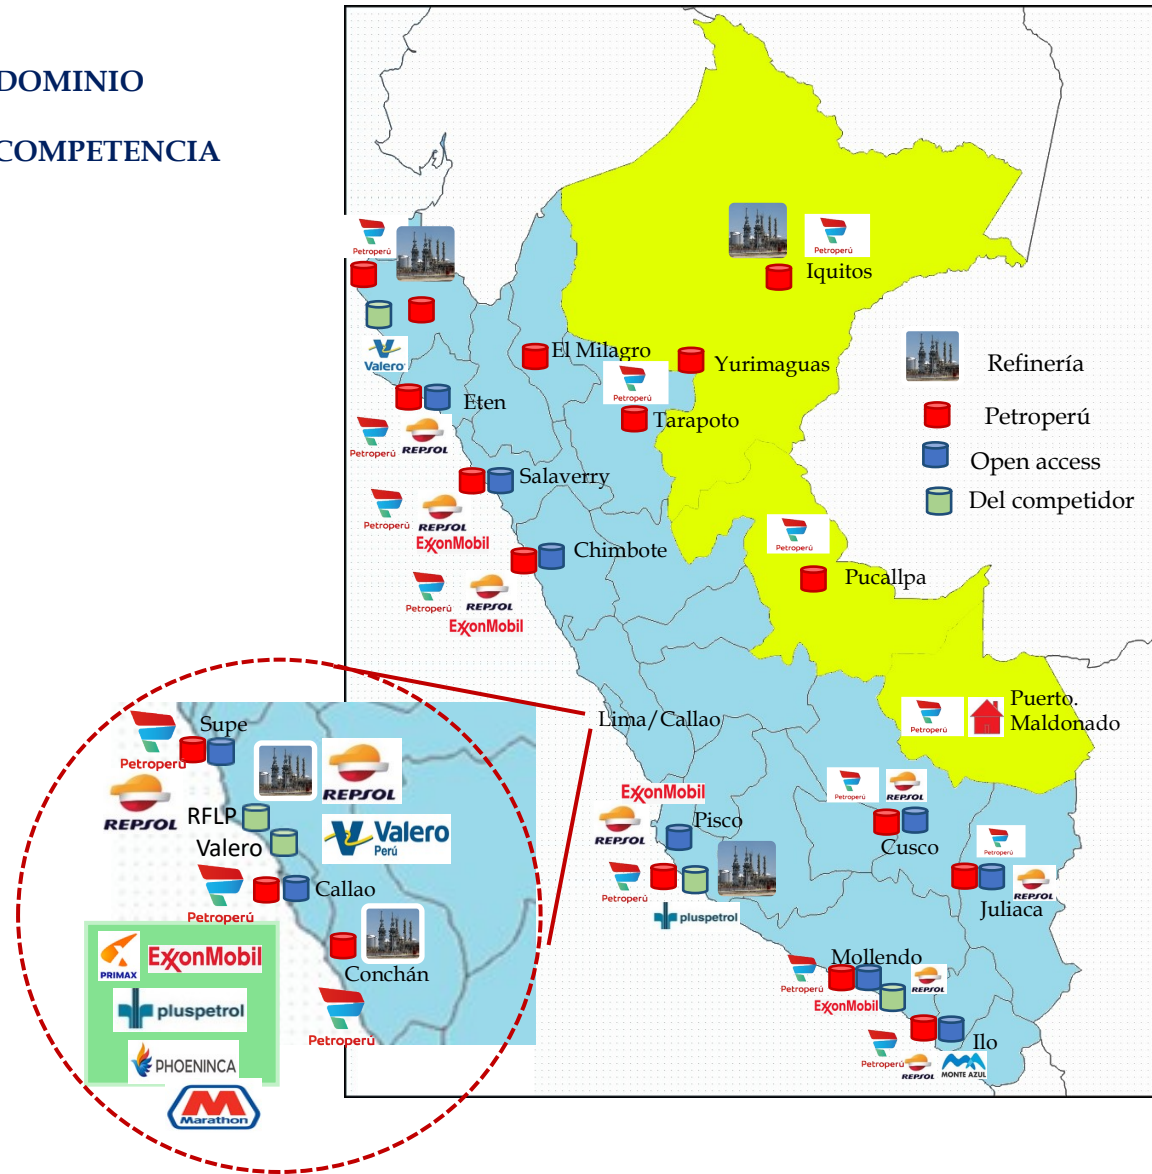 DOMINIO
COMPETENCIA
Petroperú
Petroperú
Iquitos
Valero
El Milagro
Yurimaguas
Refinería
Petroperú
Tarapoto
Petroperú
Eten
Petroperú
REPSOL
Open access
Salaverry
Del competidor
Petroperú
REPSOL
ExxonMobil
Chimbote
Petroperú
Pucallpa
Petroperú
REPSOL
ExxonMobil
Lima/Callao
Petroperú
Puerto.
Maldonado
Supe
Petroperú
REPSOL
REPSOL
RFLP
Valero
Valero
Perú
Petroperú
Callao
Conchán
Petroperú
PRIMAX
ExxonMobil
pluspetrol
PHOENINCA
Marathon
ExxonMobil
REPSOL
Pisco
Petroperú
pluspetrol
Petroperú
REPSOL
Cusco
Petroperú
REPSOL
Juliaca
Mollendo
Petroperú
ExxonMobil
REPSOL
Ilo
Petroperú
REPSOL
MONTE AZUL